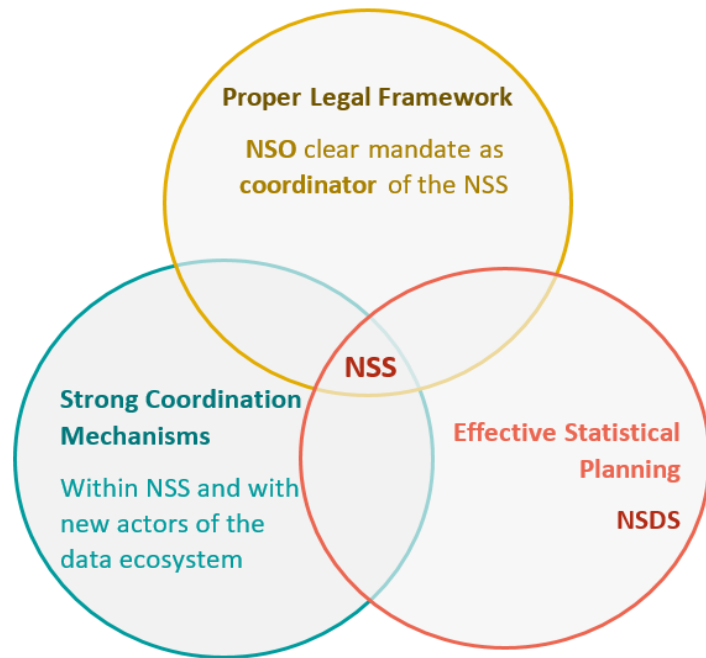 Proper Legal Framework
NSO clear mandate as
coordinator of the NSS
NSS
Strong Coordination
Mechanisms
Within NSS and with
new actors of the
data ecosystem
Effective Statistical
Planning
NSDS